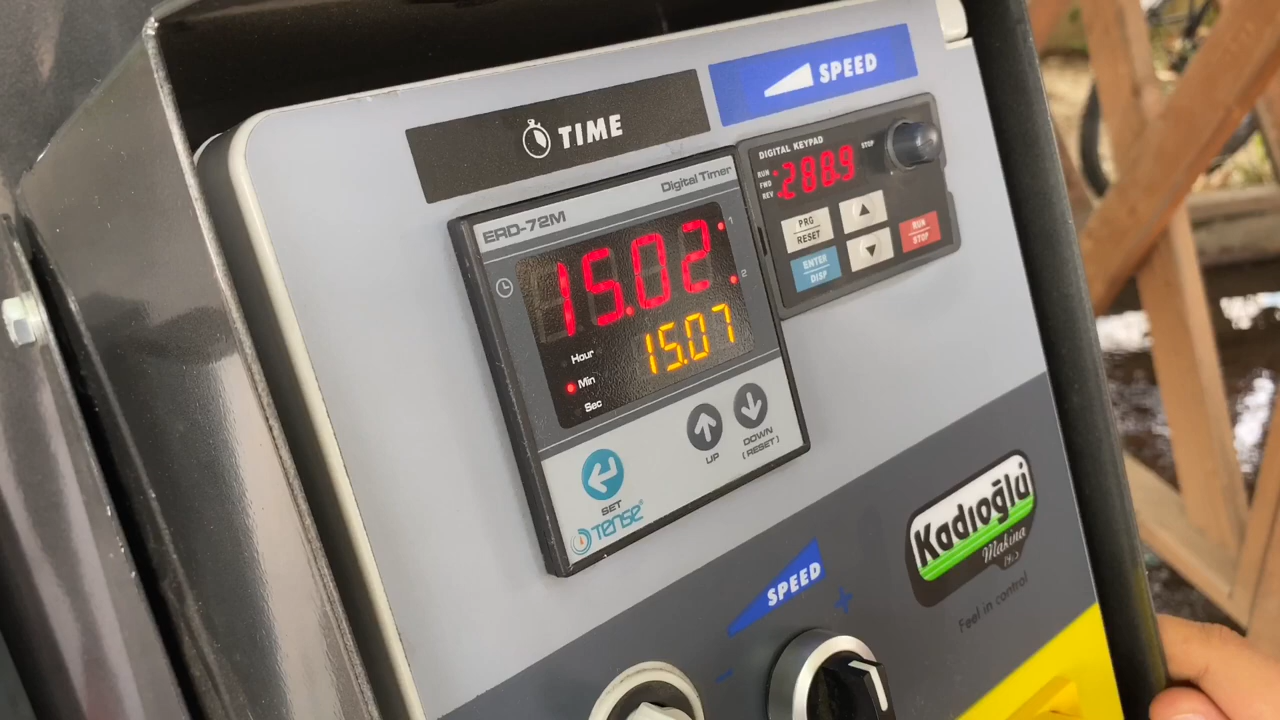 TIME
SPEED
ERD-72M
Digital Timer
15.02
1
2
15.07
Hour
Min
Sec
UP
DOWN
(RESET)
SET
TENSE
DIGITAL KEYPAD
STOP
RUN
FWD
REV
288.9
PRG
RESET
ENTER
DISP
RUN
STOP
SPEED
+
-
Kadıoğlu
Makina
Feel in control